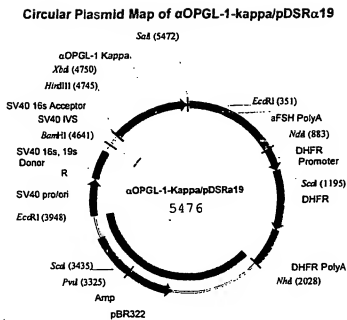 Circular Plasmid Map of αOPGL-1-kappa/pDSRα19
SalI (5472)
αOPGL-1 Kappa
XbaI (4750)
HindIII (4745)
SV40 16s Acceptor
SV40 IVS
BamHI (4641)
SV40 16s, 19s
Donor
R
SV40 pro/ori
EcoRI (3948)
ScaI (3435)
PvuI (3325)
Amp
pBR322
EcoRI (351)
aFSH PolyA
NdeI (883)
DHFR
Promoter
ScaI (1195)
DHFR
DHFR PolyA
NheI (2028)
αOPGL-1-Kappa/pDSRa19
5476